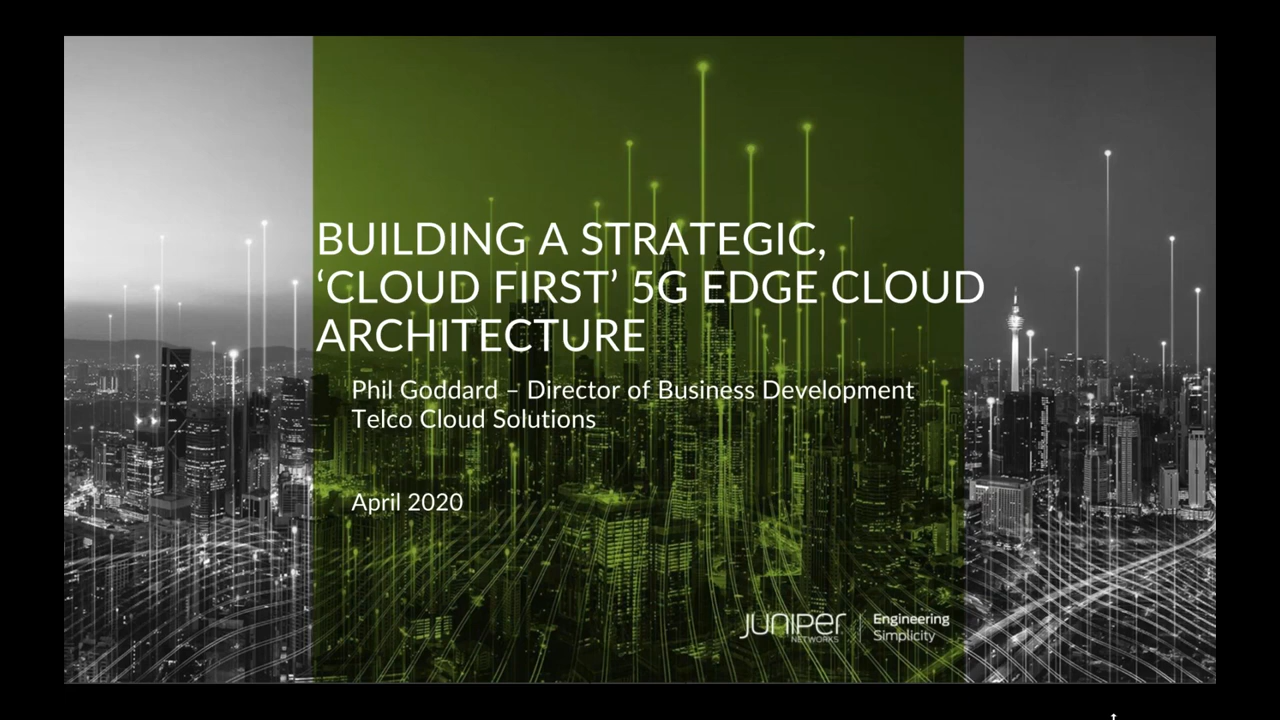 BUILDING A STRATEGIC,
‘CLOUD FIRST’ 5G EDGE CLOUD
ARCHITECTURE
Phil Goddard – Director of Business Development
Telco Cloud Solutions
April 2020
JUNIPER NETWORKS
Engineering
Simplicity